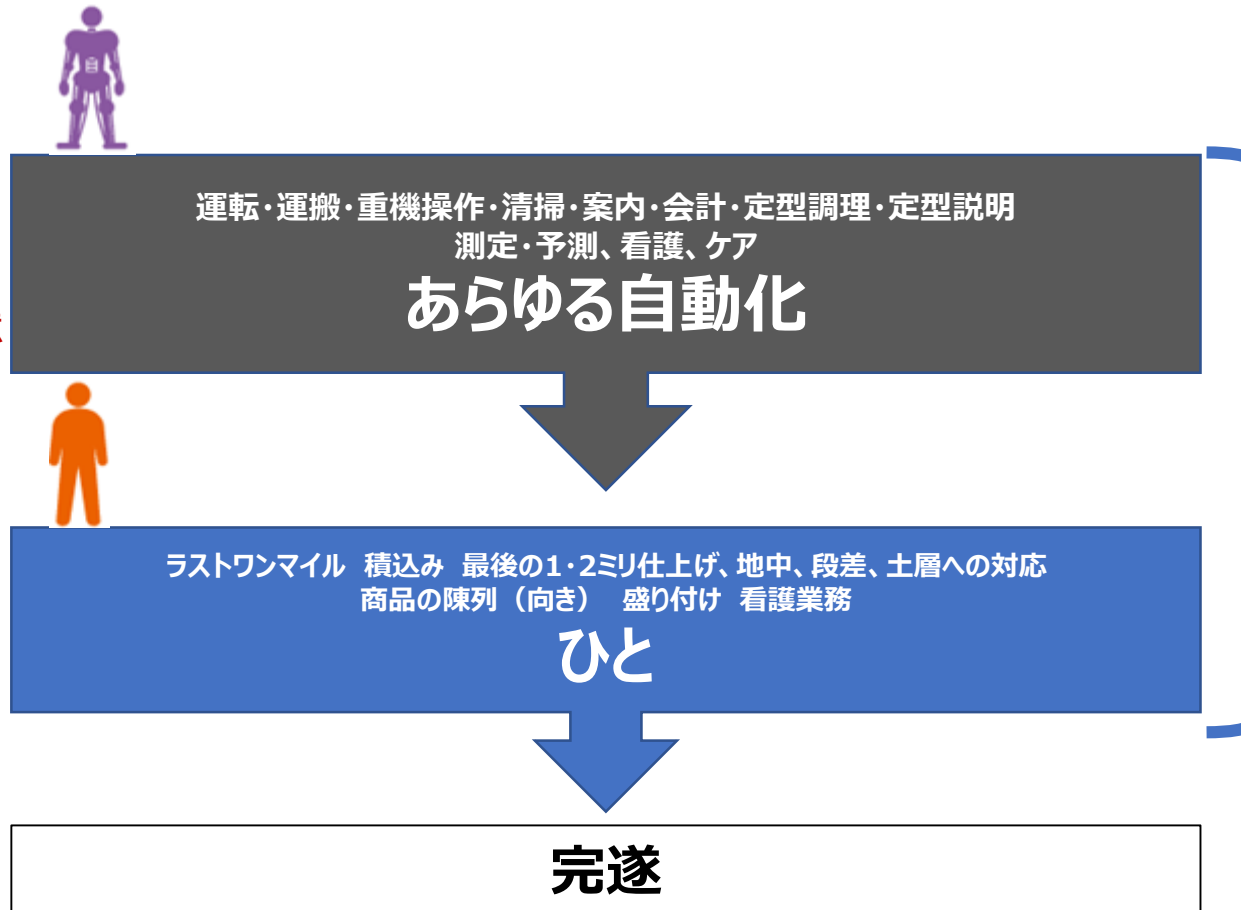 運転・運搬・重機操作・清掃・案内・会計・定型調理・定型説明
測定・予測、看護、ケア
あらゆる自動化
ラストワンマイル 積込み 最後の1・2ミリ仕上げ、地中、段差、土層への対応
商品の陳列（向き） 盛り付け 看護業務
ひと
完遂